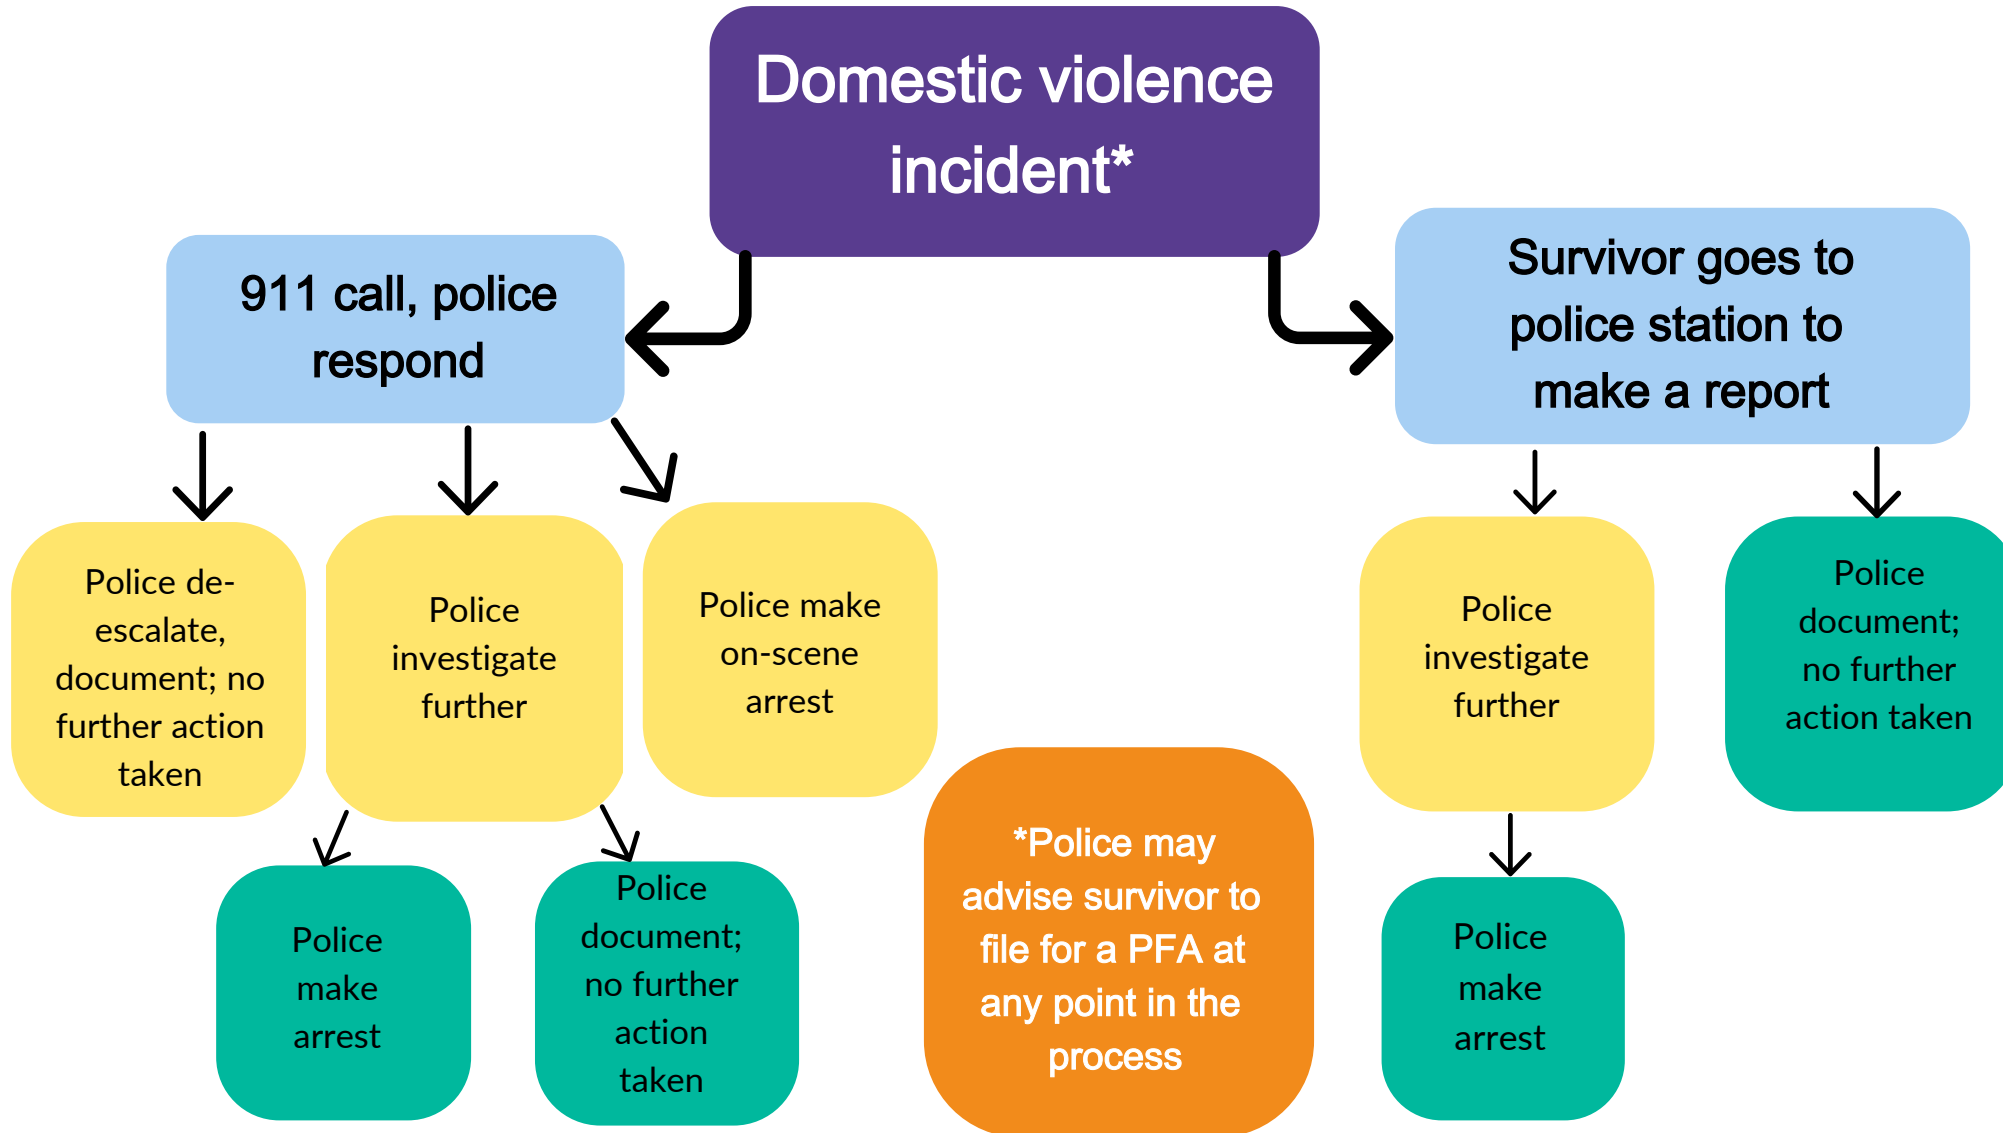 Domestic violence
incident*
911 call, police
respond
Survivor goes to
police station to
make a report
Police de-
escalate,
document; no
further action
taken
Police
investigate
further
Police make
on-scene
arrest
Police
investigate
further
Police
document;
no further
action taken
Police
make
arrest
Police
document;
no further
action
taken
*Police may
advise survivor to
file for a PFA at
any point in the
process
Police
make
arrest